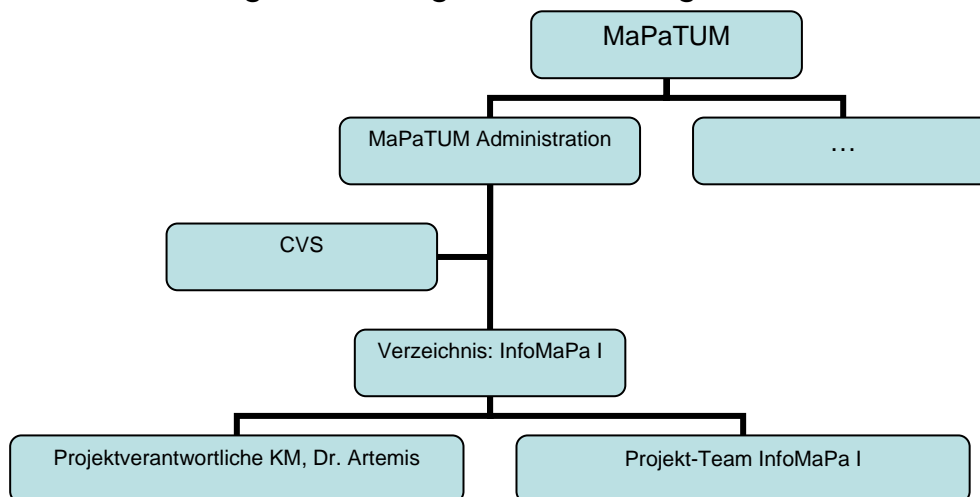 MaPaTUM
MaPaTUM Administration
...
CVS
Verzeichnis: InfoMaPa I
Projektverantwortliche KM, Dr. Artemis
Projekt-Team InfoMaPa I